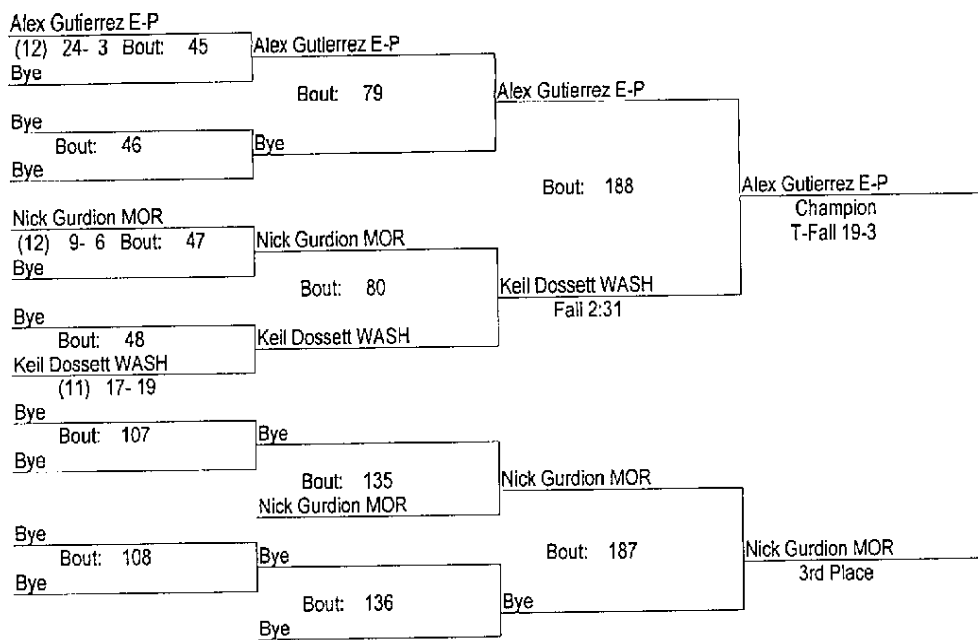 Alex Gutierrez E-P
(12) 24- 3 Bout: 45
Bye
Alex Gutierrez E-P
Bout: 79
Bye
Bout: 46
Bye
Bye
Alex Gutierrez E-P
Nick Gurdion MOR
(12) 9- 6 Bout: 47
Bye
Nick Gurdion MOR
Bout: 80
Bye
Bout: 48
Keil Dossett WASH
(11) 17- 19
Keil Dossett WASH
Keil Dossett WASH
Fall 2:31
Bout: 188
Alex Gutierrez E-P
Champion
T-Fall 19-3
Bye
Bout: 107
Bye
Bye
Bout: 135
Nick Gurdion MOR
Nick Gurdion MOR
Bye
Bout: 108
Bye
Bye
Bout: 136
Bye
Bye
Bout: 187
Nick Gurdion MOR
3rd Place